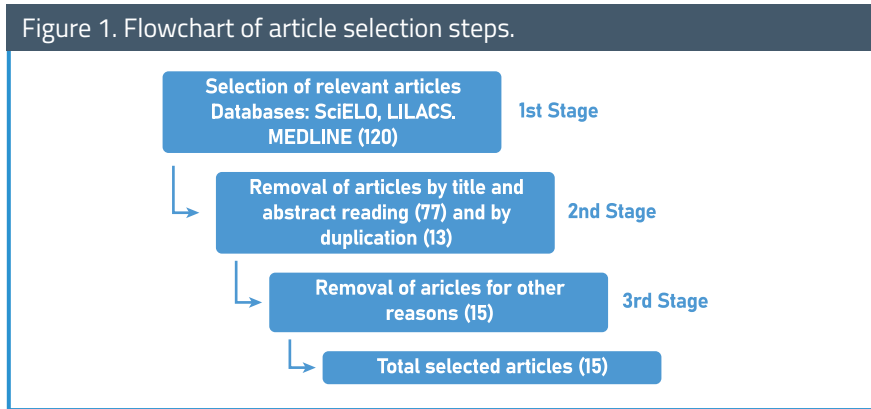 Figure 1. Flowchart of article selection steps.
Selection of relevant articles
Databases: SciELO, LILACS.
MEDLINE (120)
1st Stage
Removal of articles by title and
abstract reading (77) and by
duplication (13)
2nd Stage
Removal of aricles for other
reasons (15)
3rd Stage
Total selected articles (15)